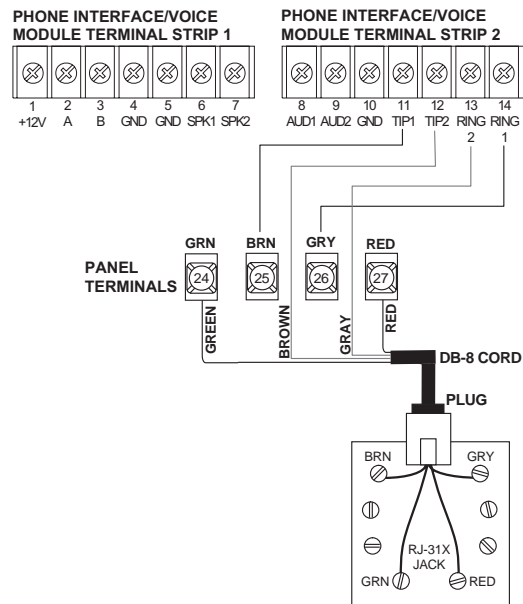 PHONE INTERFACE/VOICE
MODULE TERMINAL STRIP 1
PHONE INTERFACE/VOICE
MODULE TERMINAL STRIP 2
1 2 3 4 5 6 7
+12V A B GND GND SPK1 SPK2
8 9 10 11 12 13 14
AUD1 AUD2 GND TIP1 TIP2 RING RING
2 1
GRN BRN GRY RED
PANEL
TERMINALS
24 25 26 27
GREEN
BROWN
GRAY
RED
DB-8 CORD
PLUG
BRN GRY
RJ-31X
JACK
GRN RED